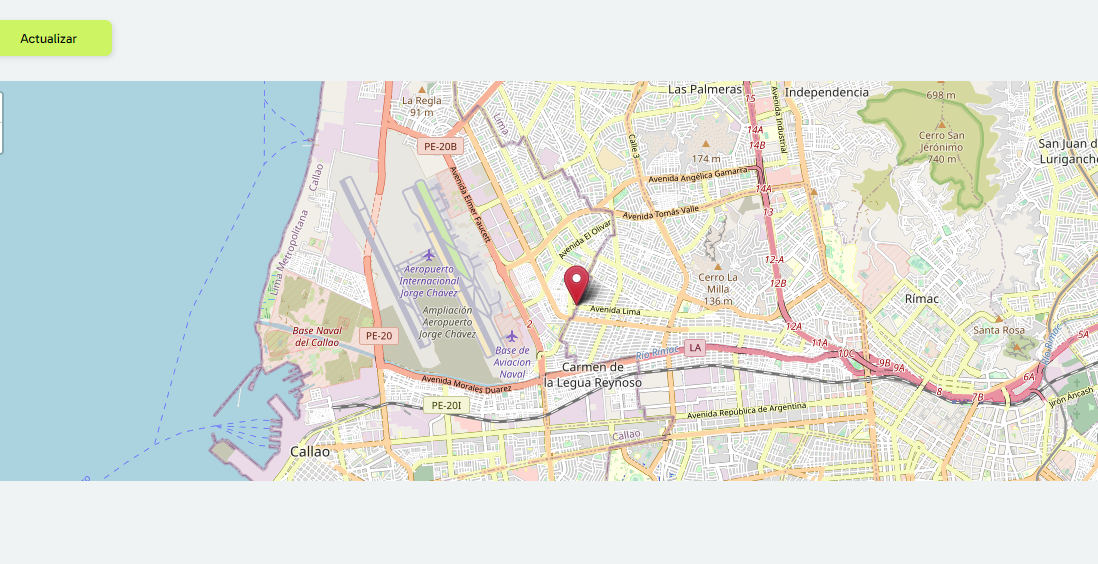 Actualizar
La Regla
91 m
Lima
Callao
Lima Metropolitana
PE-20B
Avenida Elmer Faucett
Calle 3
Las Palmeras
Independencia
15
Avenida Industrial
14A
14B
174 m
Avenida Angélica Gamarra
14A
Avenida Tomás Valle
13
Avenida El Olivar
698 m
Cerro San
Jerónimo
740 m
San Juan d
Luriganch
Aeropuerto
Internacional
Jorge Chávez
Ampliación
Aeropuerto
Jorge Chávez
12-A
Cerro La
Milla
136 m
12B
Rímac
Avenida Lima
2
12A
Santa Rosa
Base Naval
del Callao
PE-20
Base de
Aviacion
Naval
Río Rímac
LA
11A
10C
9B
9A
Río Rímac
5A
Carmen de
la Legua Reynoso
Avenida Morales Duarez
6A
8
7B
Jirón Ancash
PE-20I
Avenida República de Argentina
Callao
Callao